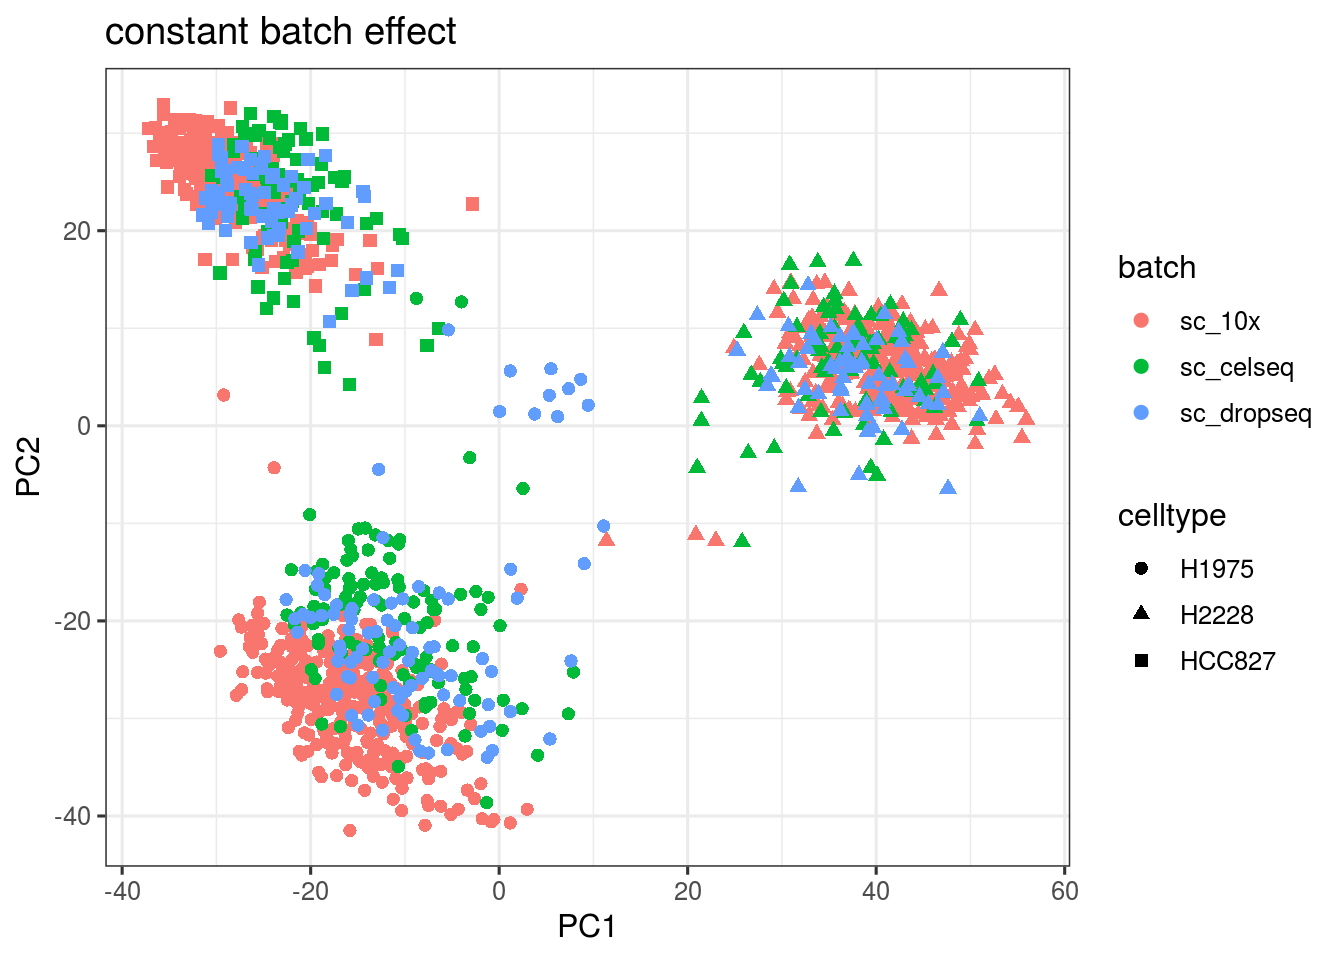 constant batch effect
PC2
20
0
-20
-40
-40
-20
0
20
40
60
PC1
batch
sc_10x
sc_celseq
sc_dropseq
celltype
H1975
H2228
HCC827